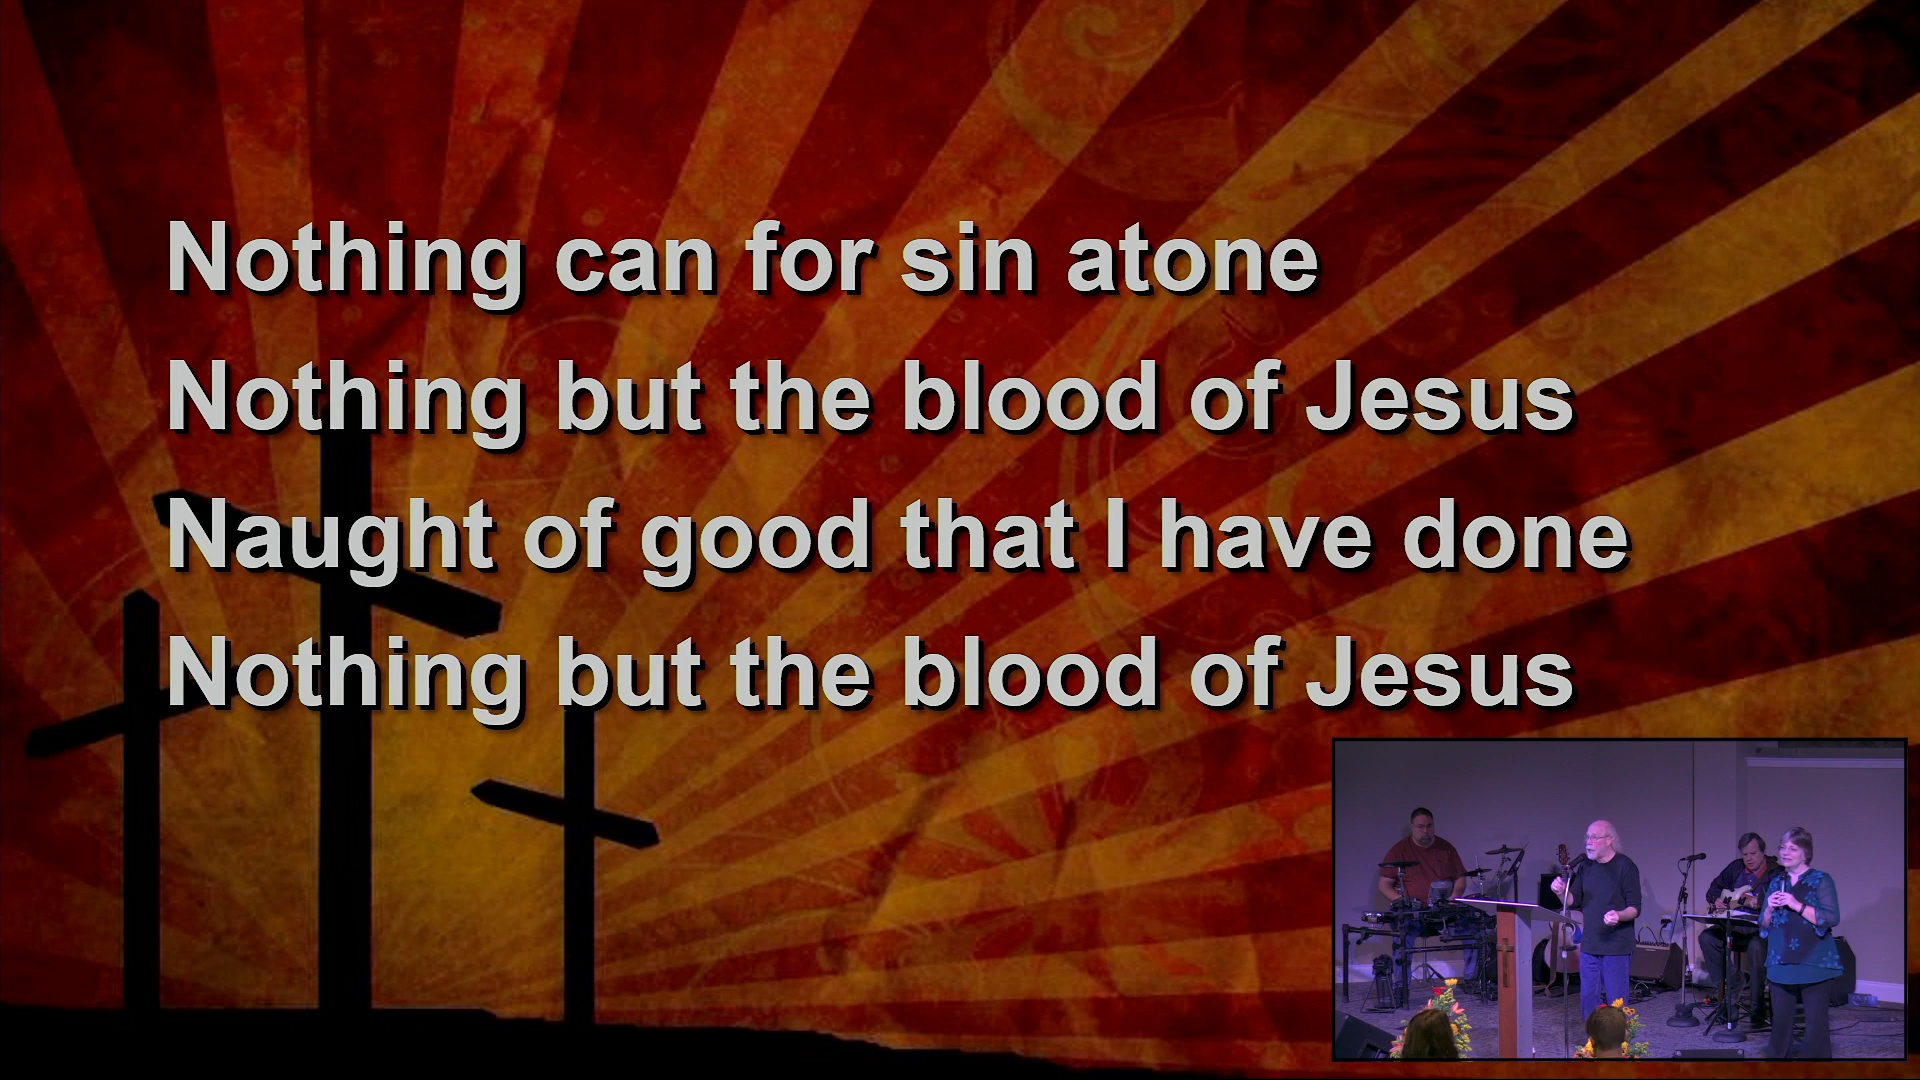 Nothing can for sin atone
Nothing but the blood of Jesus
Naught of good that I have done
Nothing but the blood of Jesus